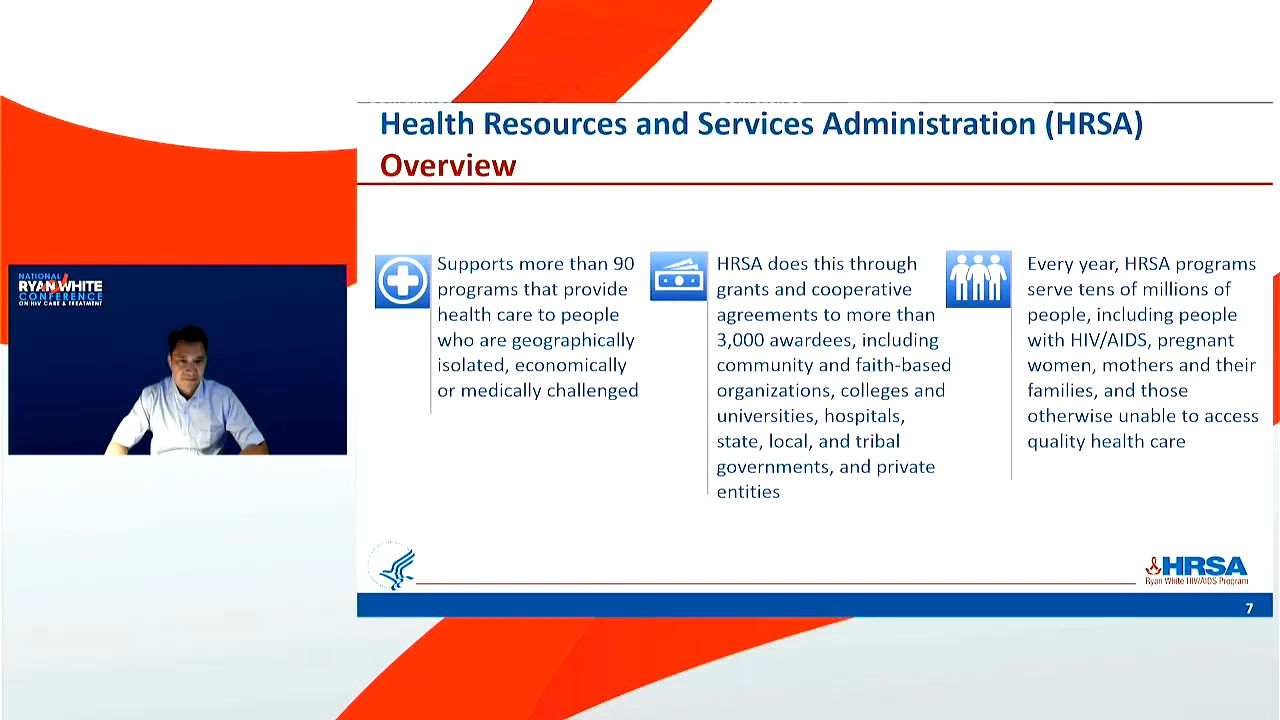 Health Resources and Services Administration (HRSA)
Overview
NATIONAL
RYAN WHITE
CONFERENCE
ON HIV CARE & TREATMENT
Supports more than 90
programs that provide
health care to people
who are geographically
isolated, economically
or medically challenged
HRSA does this through
grants and cooperative
agreements to more than
3,000 awardees, including
community and faith-based
organizations, colleges and
universities, hospitals,
state, local, and tribal
governments, and private
entities
Every year, HRSA programs
serve tens of millions of
people, including people
with HIV/AIDS, pregnant
women, mothers and their
families, and those
otherwise unable to access
quality health care
HRSA
Ryan White HIV/AIDS Program
7